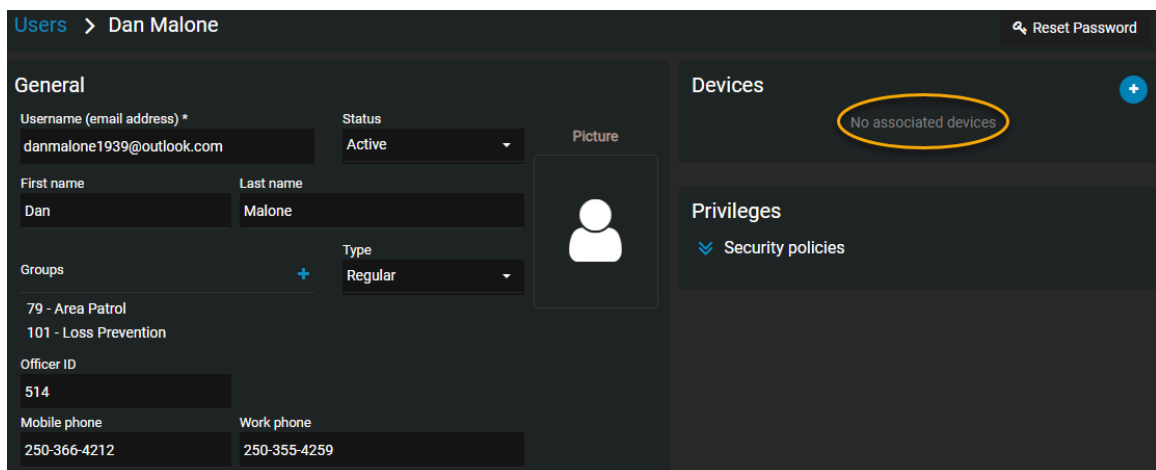 Users > Dan Malone
Reset Password
General
Username (email address) *
danmalone1939@outlook.com
Status
Active
Picture
First name
Dan
Last name
Malone
Groups
Type
Regular
79 - Area Patrol
101 - Loss Prevention
Officer ID
514
Mobile phone
250-366-4212
Work phone
250-355-4259
Devices
No associated devices
Privileges
Security policies